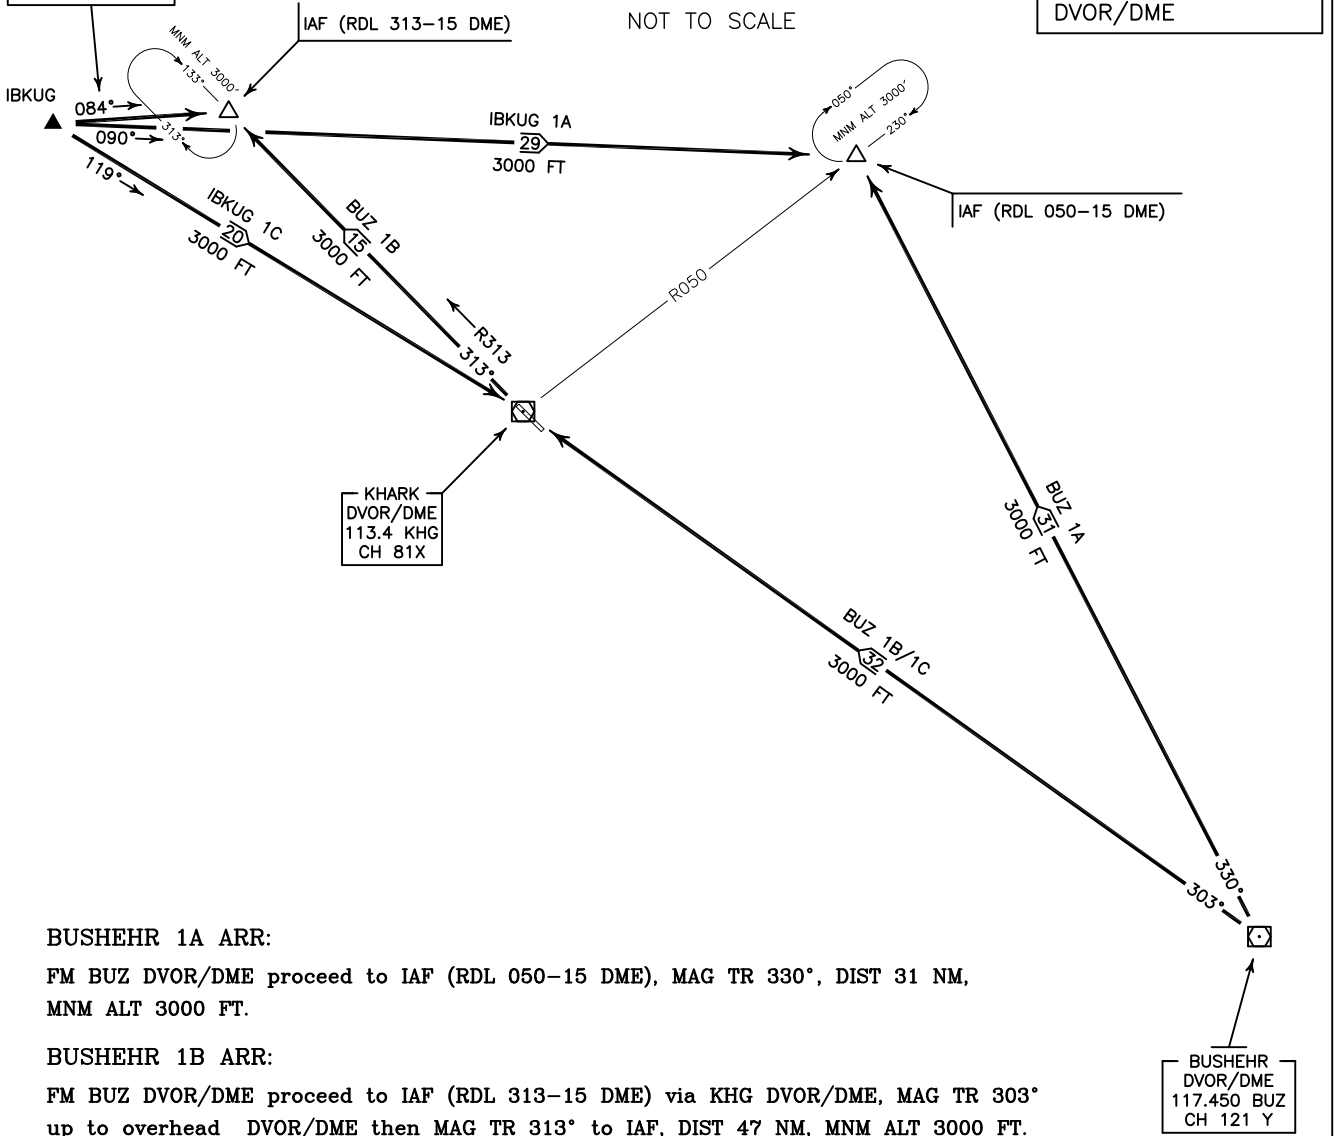 IAF (RDL 313-15 DME)
NOT TO SCALE
DVOR/DME
MNM ALT 3000'
133°
313°
IBKUG
084°
090°
119°
IBKUG 1A
29
3000 FT
050°
MNM ALT 3000'
230°
IAF (RDL 050-15 DME)
IBKUG 1C
20
3000 FT
BUZ 1B
15
3000 FT
R313
313°
R050
KHARK
DVOR/DME
113.4 KHG
CH 81X
BUZ 1A
31
3000 FT
BUZ 1B/1C
32
3000 FT
330°
303°
BUSHEHR
DVOR/DME
117.450 BUZ
CH 121 Y
BUSHEHR 1A ARR:
FM BUZ DVOR/DME proceed to IAF (RDL 050-15 DME), MAG TR 330°, DIST 31 NM,
MNM ALT 3000 FT.
BUSHEHR 1B ARR:
FM BUZ DVOR/DME proceed to IAF (RDL 313-15 DME) via KHG DVOR/DME, MAG TR 303°
up to overhead DVOR/DME then MAG TR 313° to IAF, DIST 47 NM, MNM ALT 3000 FT.